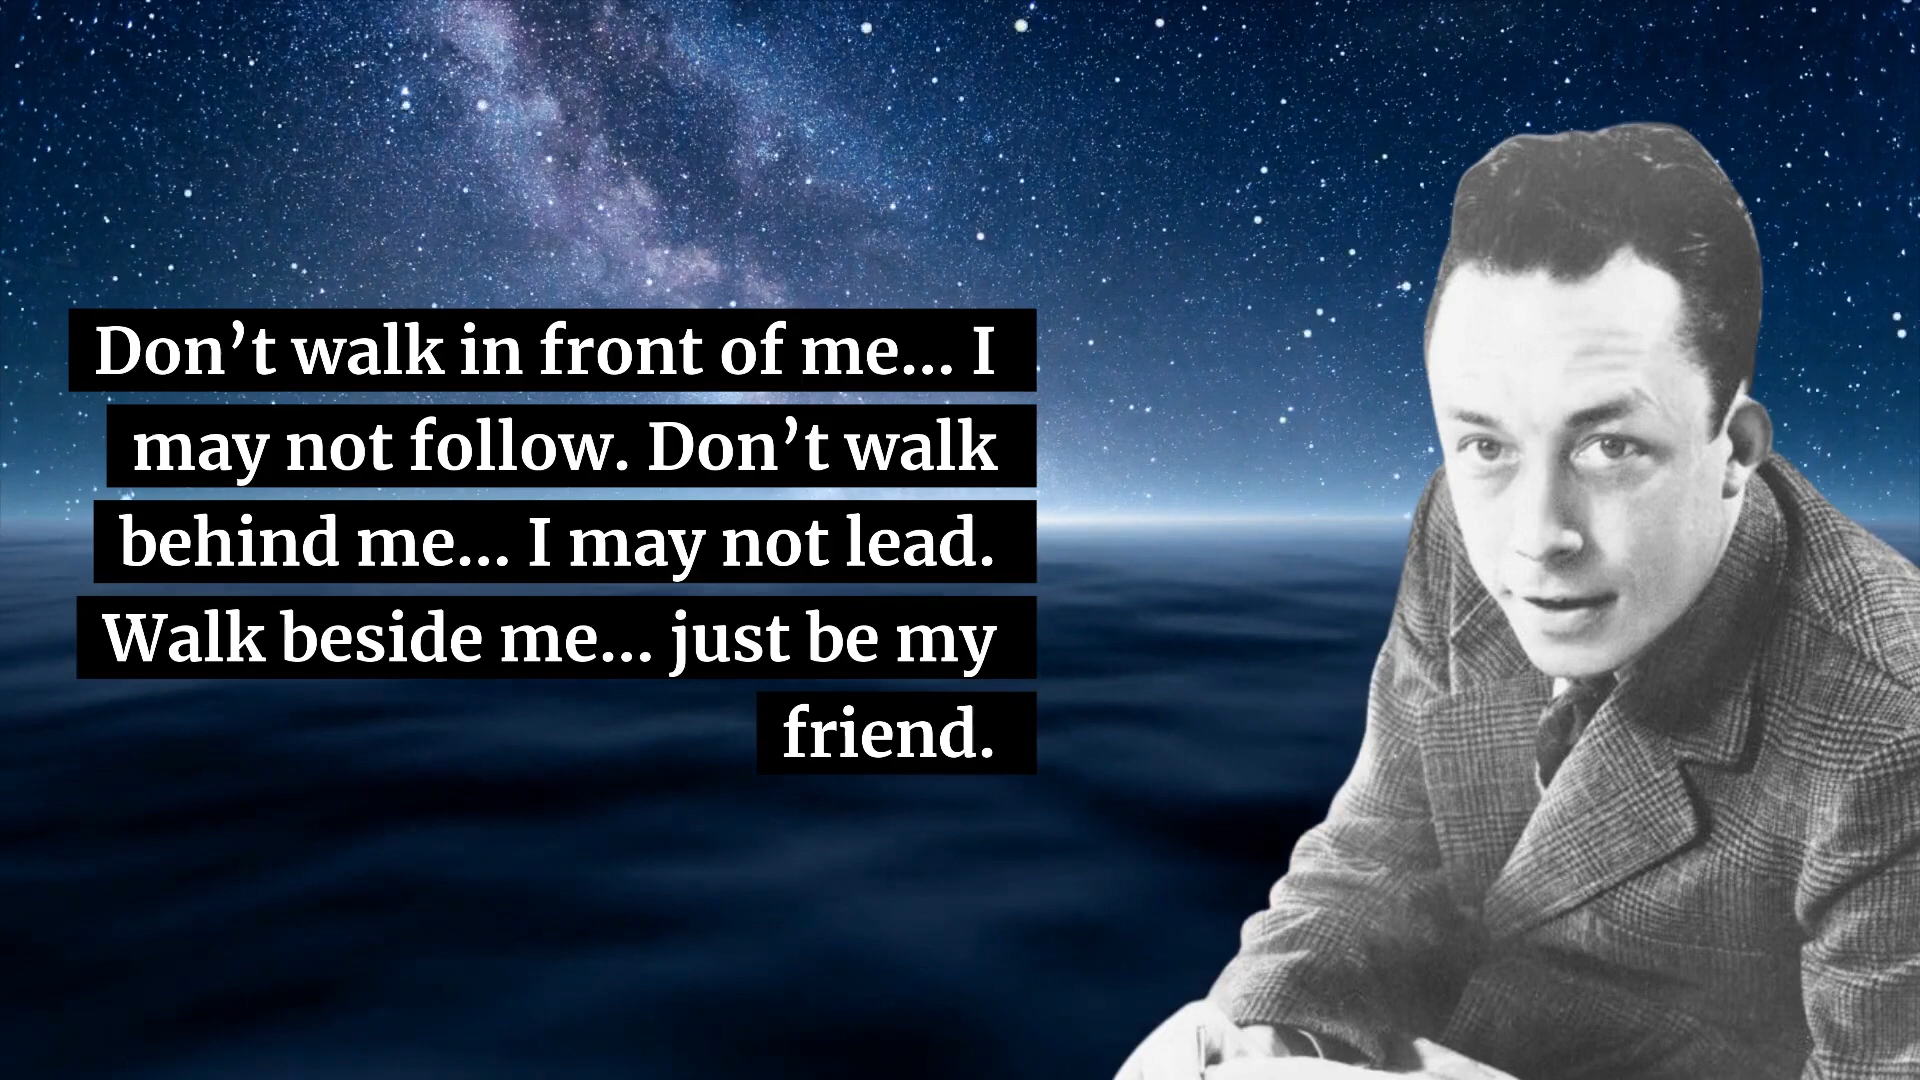 Don’t walk in front of me… I
may not follow. Don’t walk
behind me… I may not lead.
Walk beside me… just be my
friend.